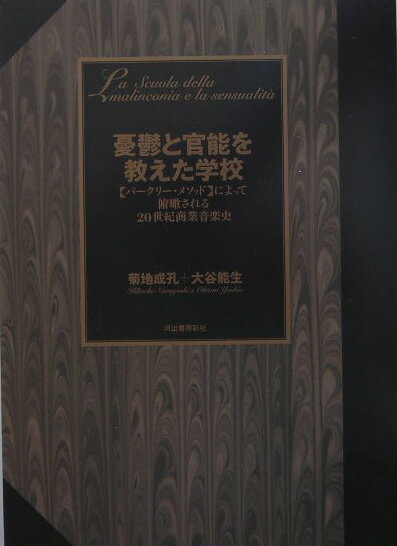 La Scuola della
malinconia e la sensualità
憂鬱と官能を
教えた学校
【バークリー・メソッド】によって
俯瞰される
20世紀商業音楽史
菊地成孔＋大谷能生
Kikuchi Naruyoshi e Ohtani Yoshio
河出書房新社